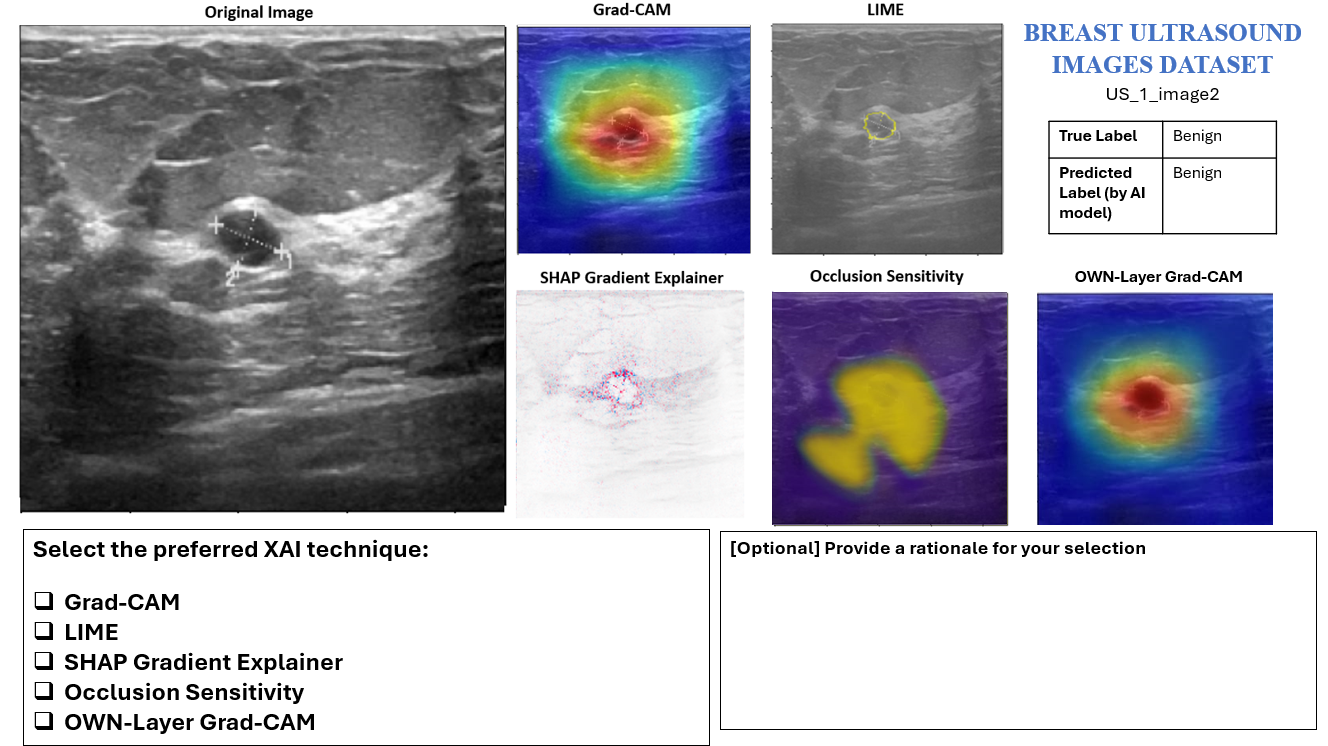 Original Image
Grad-CAM
LIME
BREAST ULTRASOUND
IMAGES DATASET
US_1_image2
True Label Benign
Predicted Benign
Label (by AI
model)
1
2
SHAP Gradient Explainer
Occlusion Sensitivity
OWN-Layer Grad-CAM
Select the preferred XAI technique:
❑ Grad-CAM
❑ LIME
❑ SHAP Gradient Explainer
❑ Occlusion Sensitivity
❑ OWN-Layer Grad-CAM
[Optional] Provide a rationale for your selection